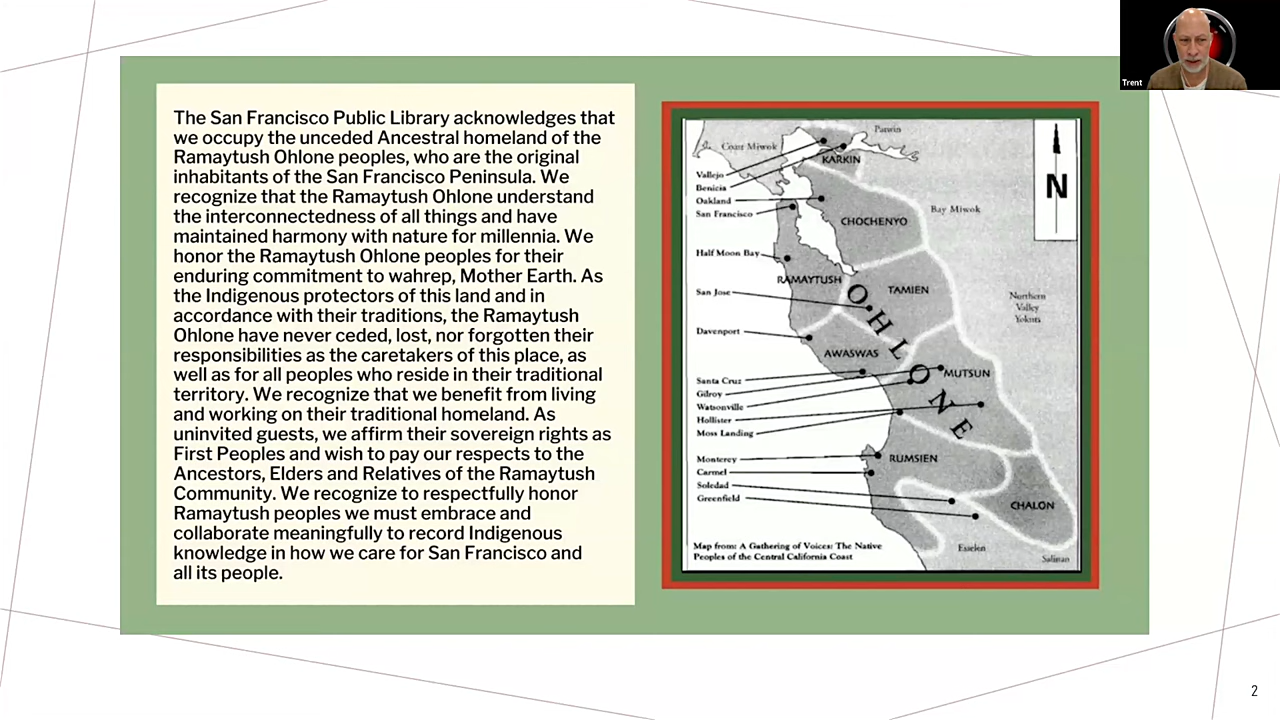 Trent
The San Francisco Public Library acknowledges that
we occupy the unceded Ancestral homeland of the
Ramaytush Ohlone peoples, who are the original
inhabitants of the San Francisco Peninsula. We
recognize that the Ramaytush Ohlone understand
the interconnectedness of all things and have
maintained harmony with nature for millennia. We
honor the Ramaytush Ohlone peoples for their
enduring commitment to wahrep, Mother Earth. As
the Indigenous protectors of this land and in
accordance with their traditions, the Ramaytush
Ohlone have never ceded, lost, nor forgotten their
responsibilities as the caretakers of this place, as
well as for all peoples who reside in their traditional
territory. We recognize that we benefit from living
and working on their traditional homeland. As
uninvited guests, we affirm their sovereign rights as
First Peoples and wish to pay our respects to the
Ancestors, Elders and Relatives of the Ramaytush
Community. We recognize to respectfully honor
Ramaytush peoples we must embrace and
collaborate meaningfully to record Indigenous
knowledge in how we care for San Francisco and
all its people.
Patwin
Coast Miwok
KARKIN
Vallejo
Benicia
Oakland
San Francisco
N
CHOCHENYO
Bay Miwok
Half Moon Bay
RAMAYTUSH
TAMIEN
San Jose
Northern
Valley
Yokuts
OHLONE
Davenport
AWASWAS
MUTSUN
Santa Cruz
Gilroy
Watsonville
Hollister
Moss Landing
Monterey
RUMSIEN
Carmel
Soledad
Greenfield
CHALON
Esselen
Salinan
Map from: A Gathering of Voices: The Native
Peoples of the Central California Coast
2